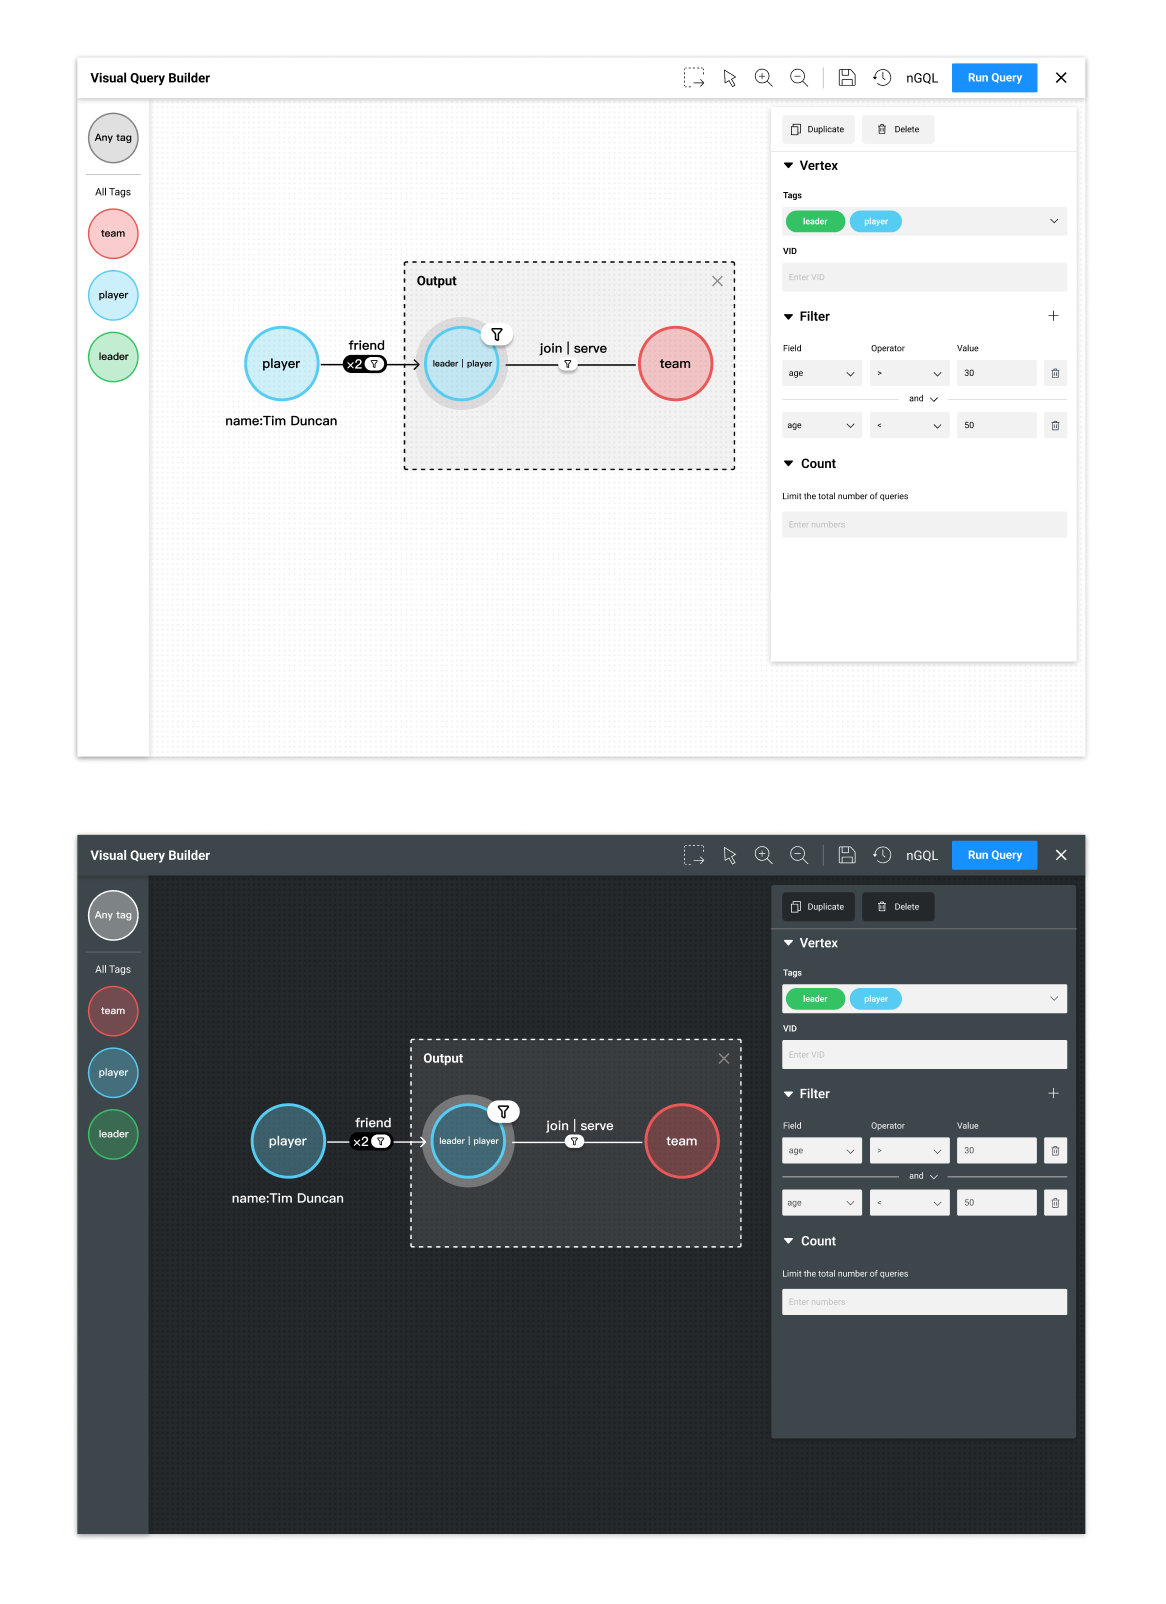 Visual Query Builder
nGQL
Run Query
Any tag
All Tags
team
player
leader
Output
player
friend
×2
leader | player
join | serve
team
name:Tim Duncan
Duplicate
Delete
Vertex
Tags
leader
player
VID
Enter VID
Filter
Field
Operator
Value
age
>
30
and
age
<
50
Count
Limit the total number of queries
Enter numbers
Visual Query Builder
nGQL
Run Query
Any tag
All Tags
team
player
leader
Output
player
friend
×2
leader | player
join | serve
team
name:Tim Duncan
Duplicate
Delete
Vertex
Tags
leader
player
VID
Enter VID
Filter
Field
Operator
Value
age
>
30
and
age
<
50
Count
Limit the total number of queries
Enter numbers